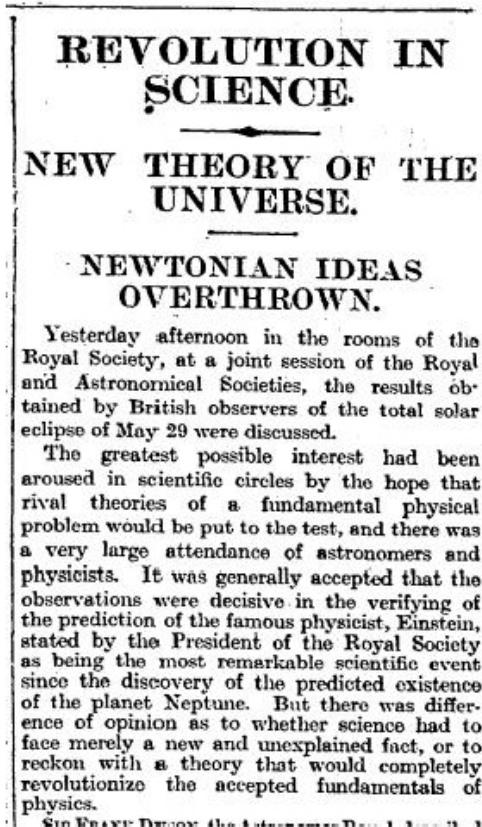 REVOLUTION IN
SCIENCE.
NEW THEORY OF THE
UNIVERSE.
NEWTONIAN IDEAS
OVERTHROWN.
Yesterday afternoon in the rooms of the
Royal Society, at a joint session of the Royal
and Astronomical Societies, the results ob-
tained by British observers of the total solar
eclipse of May 29 were discussed.
The greatest possible interest had been
aroused in scientific circles by the hope that
rival theories of a fundamental physical
problem would be put to the test, and there was
a very large attendance of astronomers and
physicists. It was generally accepted that the
observations were decisive in the verifying of
the prediction of the famous physicist, Einstein,
stated by the President of the Royal Society
as being the most remarkable scientific event
since the discovery of the predicted existence
of the planet Neptune. But there was differ-
ence of opinion as to whether science had to
face merely a new and unexplained fact, or to
reckon with a theory that would completely
revolutionize the accepted fundamentals of
physics.
SIR FRANK